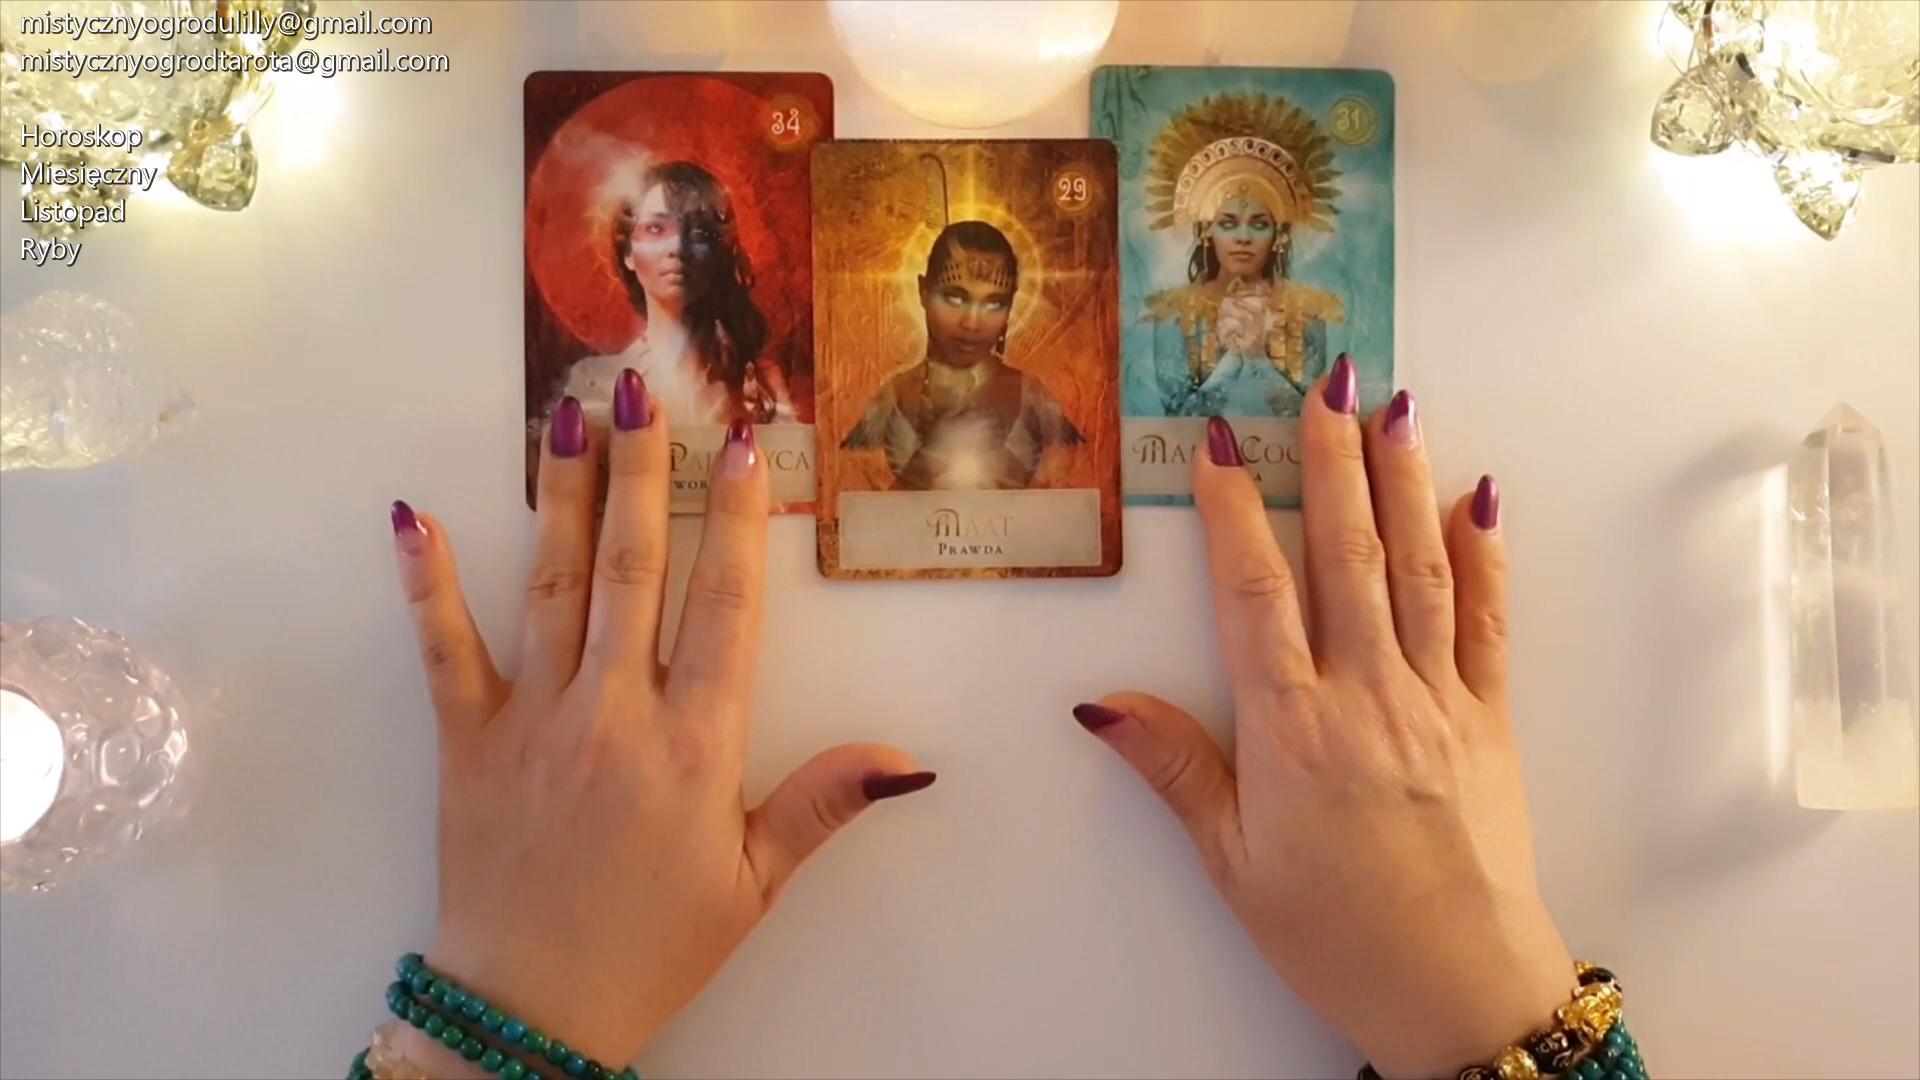 mistycznyogrodulilly@gmail.com
mistycznyogrodtarota@gmail.com
Horoskop
Miesięczny
Listopad
Ryby
34
29
31
Maat
Prawda